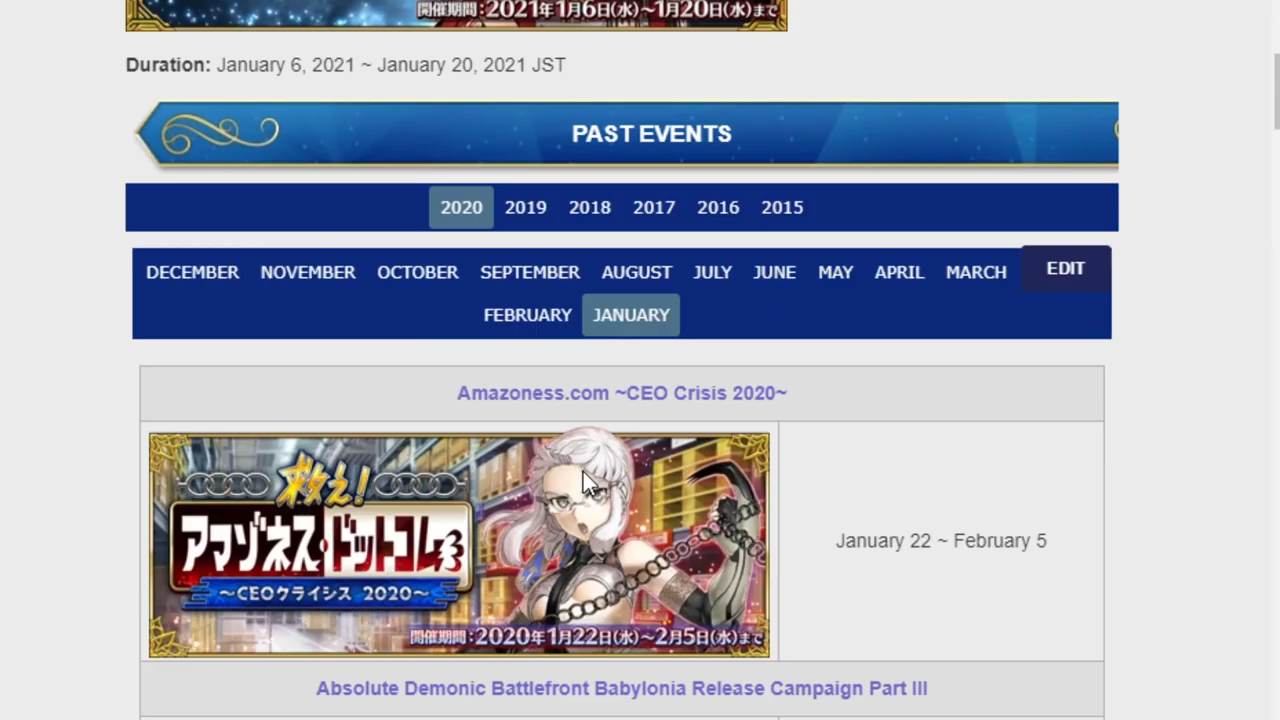 開催期間:2021年1月6日(水)~1月20日(水)まで
Duration: January 6, 2021 ~ January 20, 2021 JST
PAST EVENTS
2020 2019 2018 2017 2016 2015
DECEMBER NOVEMBER OCTOBER SEPTEMBER AUGUST JULY JUNE MAY APRIL MARCH EDIT
FEBRUARY JANUARY
Amazoness.com ~CEO Crisis 2020~
救え!
アマゾネス・ドットコム
~CEOクライシス 2020~
開催期間:2020年1月22日(水)~2月5日(水)まで
January 22 ~ February 5
Absolute Demonic Battlefront Babylonia Release Campaign Part III